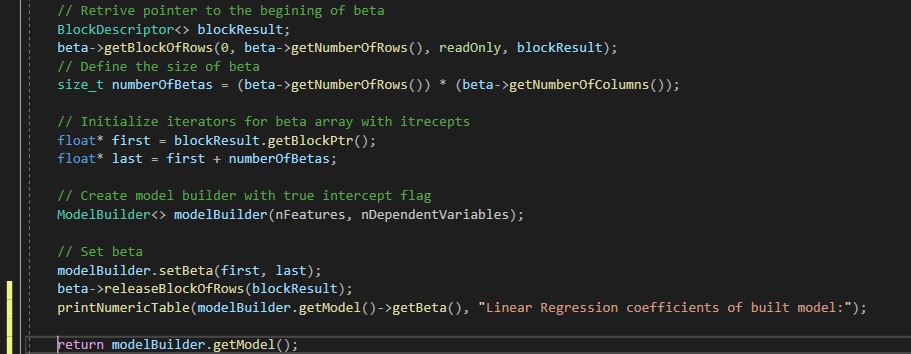 // Retrive pointer to the begining of beta
BlockDescriptor<> blockResult;
beta->getBlockOfRows(0, beta->getNumberOfRows(), readOnly, blockResult);
// Define the size of beta
size_t numberOfBetas = (beta->getNumberOfRows()) * (beta->getNumberOfColumns());
// Initialize iterators for beta array with itrecepts
float* first = blockResult.getBlockPtr();
float* last = first + numberOfBetas;
// Create model builder with true intercept flag
ModelBuilder<> modelBuilder(nFeatures, nDependentVariables);
// Set beta
modelBuilder.setBeta(first, last);
beta->releaseBlockOfRows(blockResult);
printNumericTable(modelBuilder.getModel()->getBeta(), "Linear Regression coefficients of built model:");
return modelBuilder.getModel();